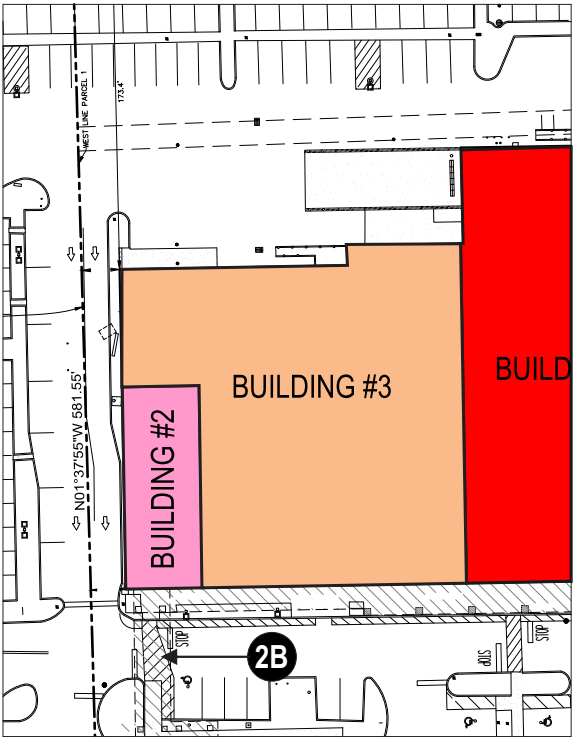 WEST LINE PARCEL 1
173.4'
N01°37'55"W 581.55'
BUILDING #3
BUILD
BUILDING #2
STOP
STOP
STOP
2B